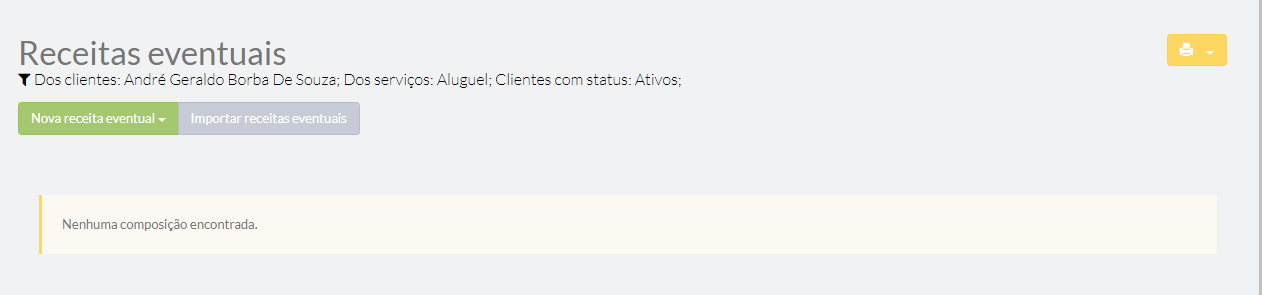 Receitas eventuais
Dos clientes: André Geraldo Borba De Souza; Dos serviços: Aluguel; Clientes com status: Ativos;
Nova receita eventual
Importar receitas eventuais
Nenhuma composição encontrada.